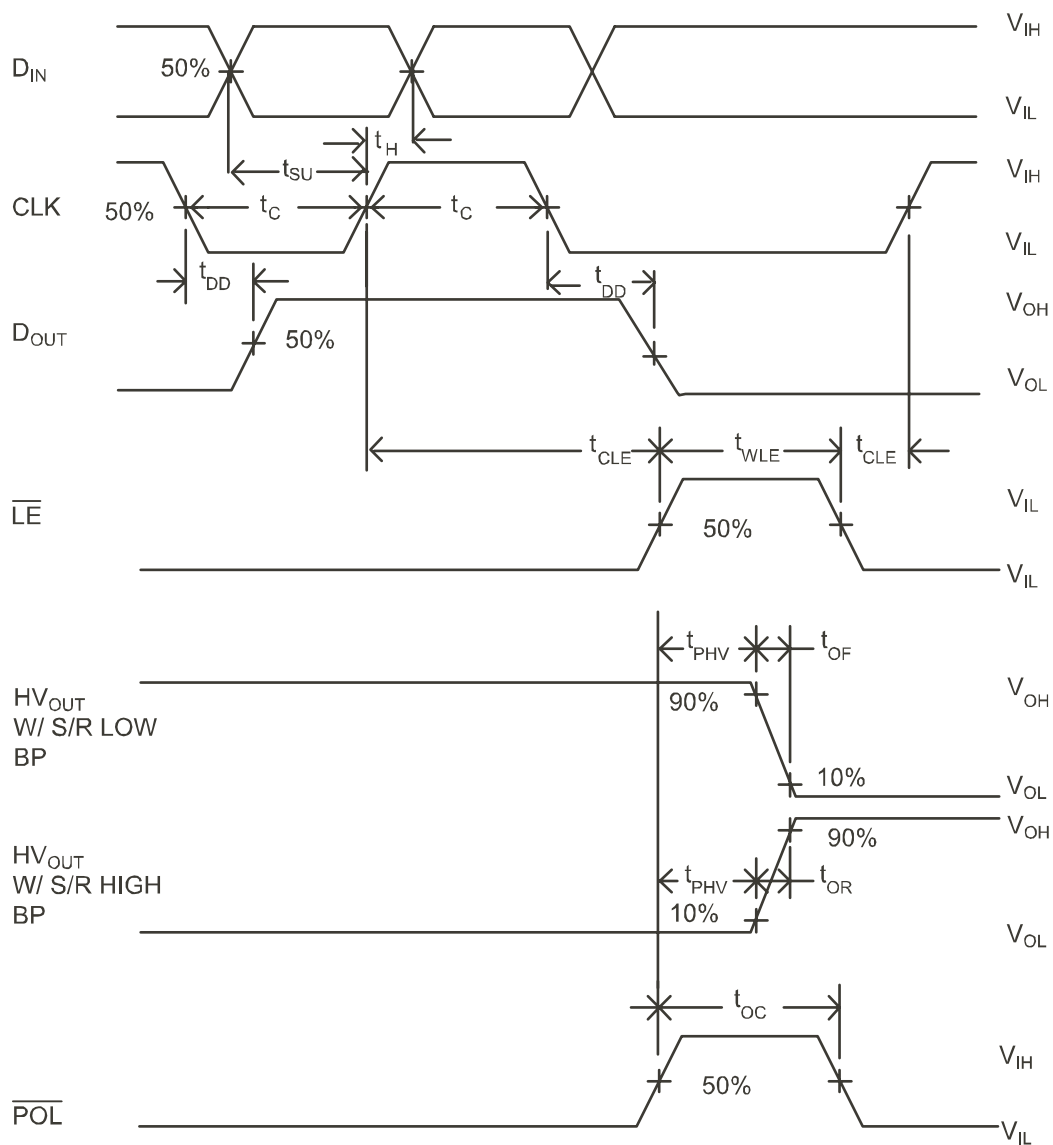 V_IH
D_IN
50%
V_IL
t_H
t_SU
V_IH
CLK
50%
t_C
t_C
V_IL
t_DD
t_DD
V_OH
D_OUT
50%
V_OL
t_CLE
t_WLE
t_CLE
L̅E̅
V_IL
50%
V_IL
t_PHV
t_OF
HV_OUT
W/ S/R LOW
BP
90%
V_OH
10%
V_OL
V_OH
HV_OUT
W/ S/R HIGH
BP
90%
t_PHV
t_OR
10%
V_OL
t_OC
V_IH
50%
P̅O̅L̅
V_IL